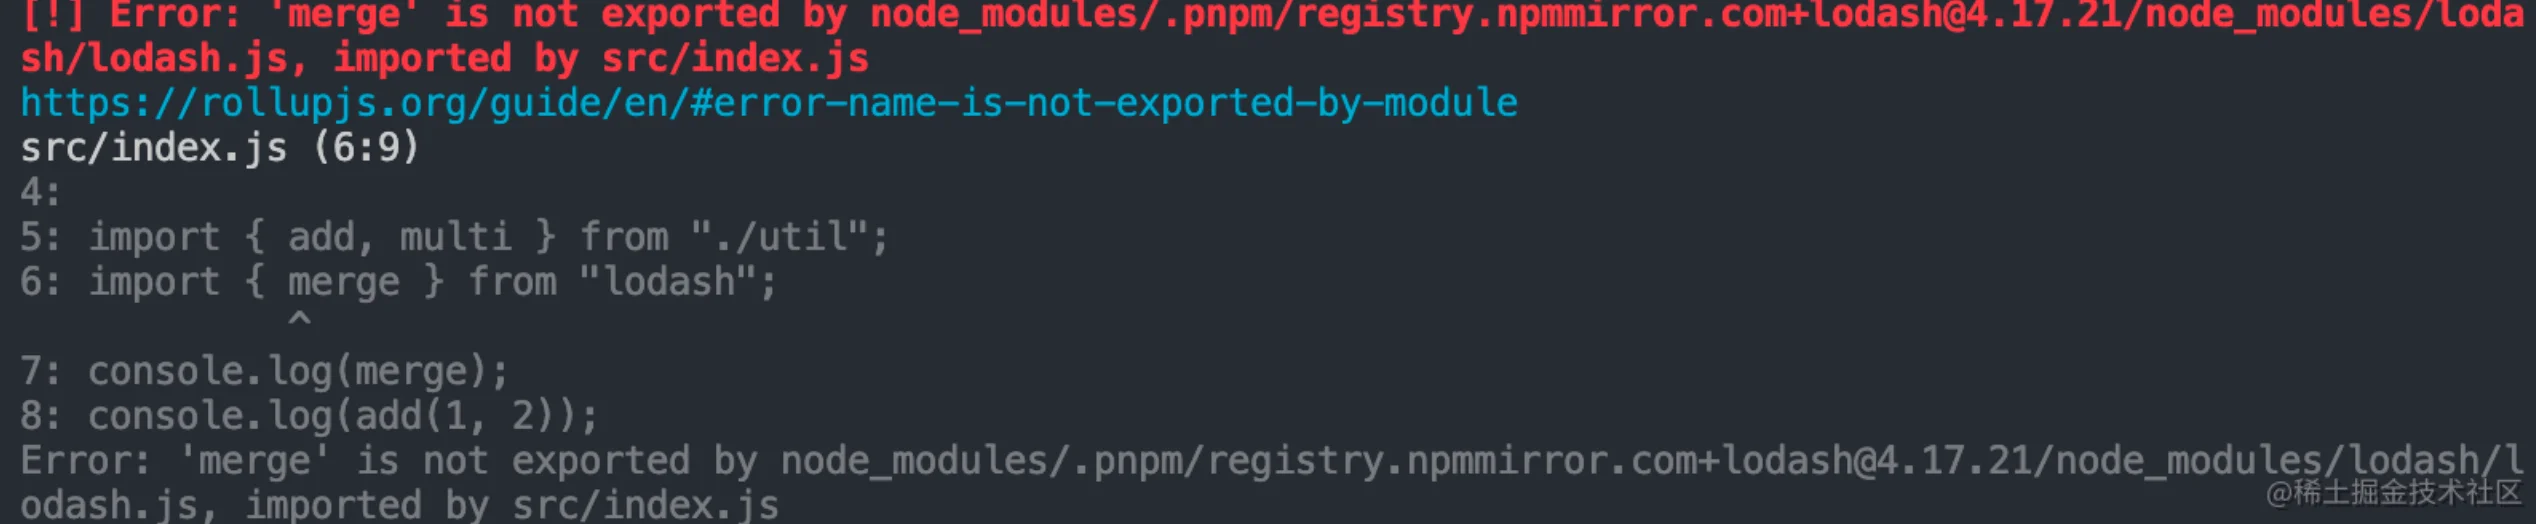 [!] Error: 'merge' is not exported by node_modules/.pnpm/registry.npmmirror.com+lodash@4.17.21/node_modules/loda
sh/lodash.js, imported by src/index.js
https://rollupjs.org/guide/en/#error-name-is-not-exported-by-module
src/index.js (6:9)
4:
5: import { add, multi } from "./util";
6: import { merge } from "lodash";
^
7: console.log(merge);
8: console.log(add(1, 2));
Error: 'merge' is not exported by node_modules/.pnpm/registry.npmmirror.com+lodash@4.17.21/node_modules/lodash/l
odash.js, imported by src/index.js
@稀土掘金技术社区